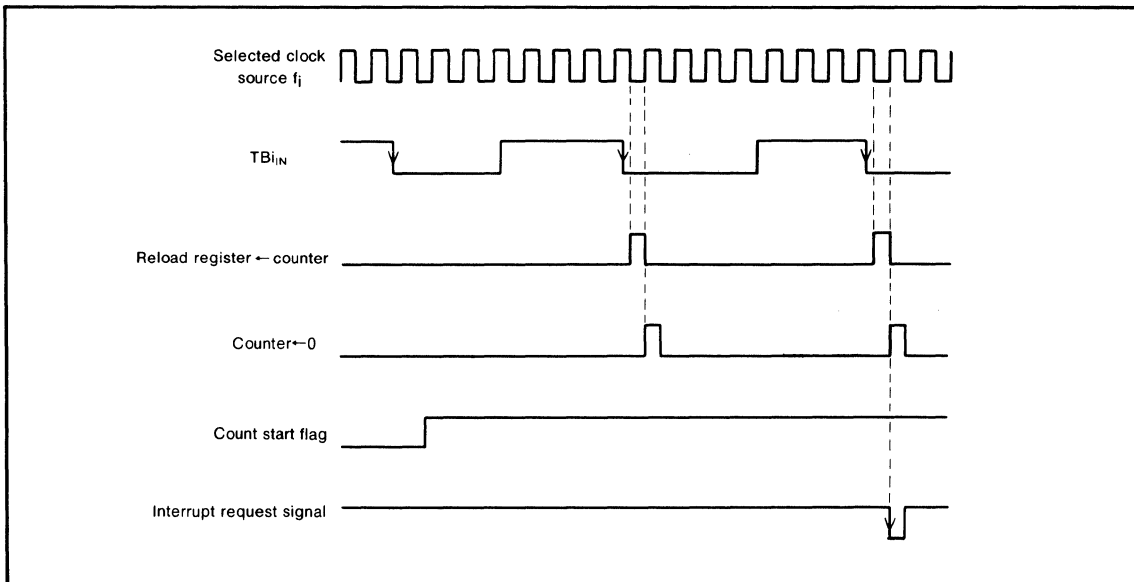 Selected clock
source fi
TBiIN
Reload register ← counter
Counter←0
Count start flag
Interrupt request signal